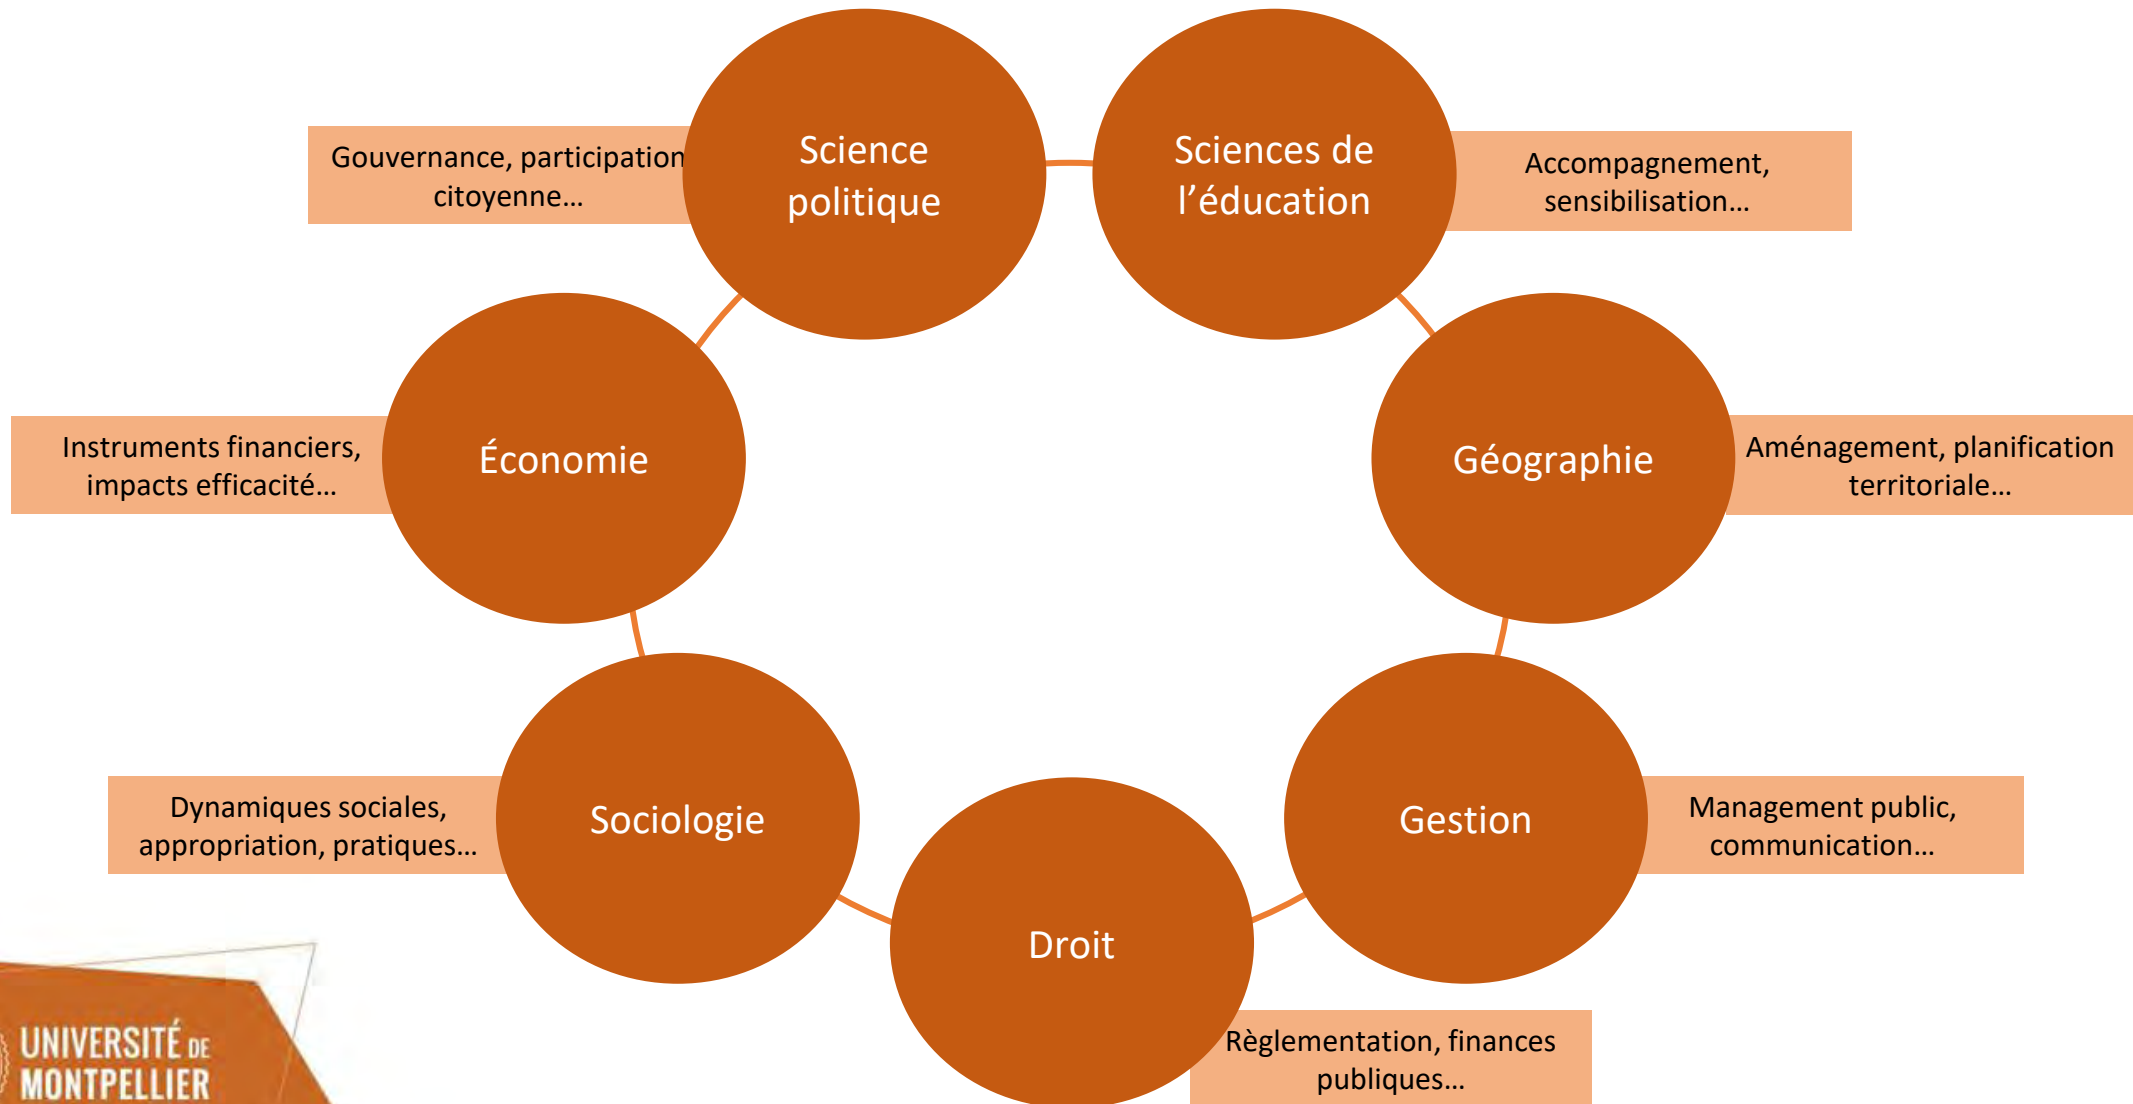 Gouvernance, participation
citoyenne…
Science
politique
Sciences de
l’éducation
Accompagnement,
sensibilisation…
Instruments financiers,
impacts efficacité…
Économie
Géographie
Aménagement, planification
territoriale…
Dynamiques sociales,
appropriation, pratiques…
Sociologie
Gestion
Management public,
communication…
Droit
Règlementation, finances
publiques…
UNIVERSITÉ DE
MONTPELLIER